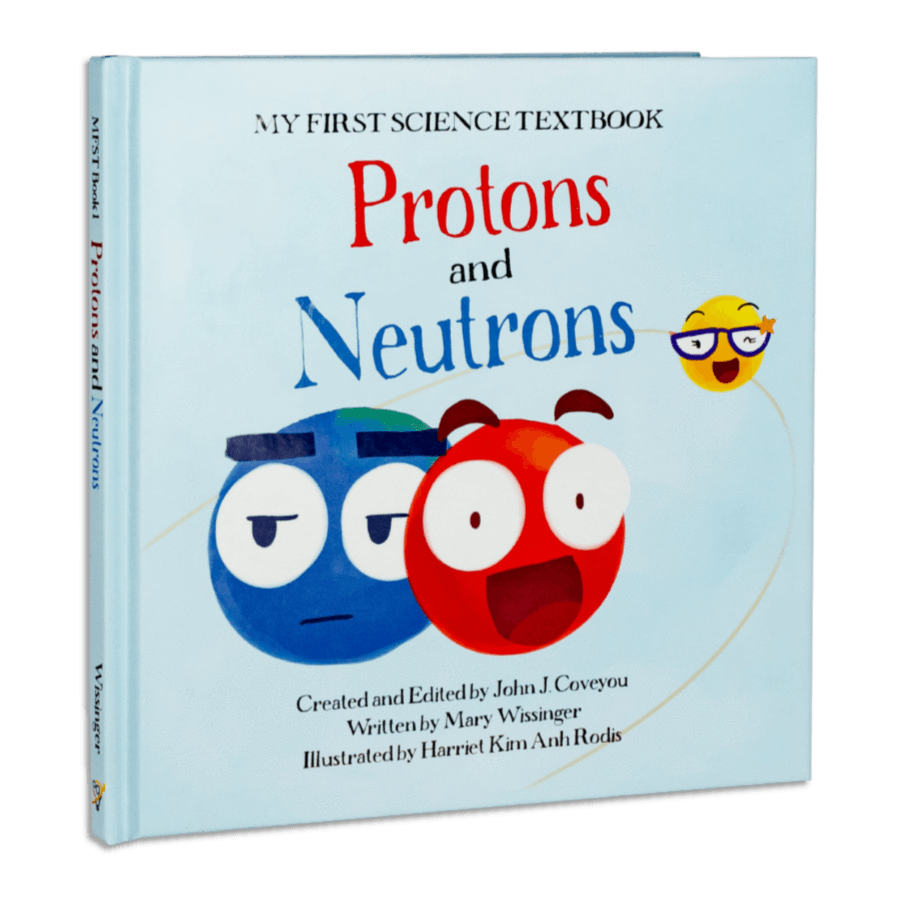 MY FIRST SCIENCE TEXTBOOK
Protons
and
Neutrons
Created and Edited by John J. Coveyou
Written by Mary Wissinger
Illustrated by Harriet Kim Anh Rodis
MFST Book 1 Protons and Neutrons Wissinger